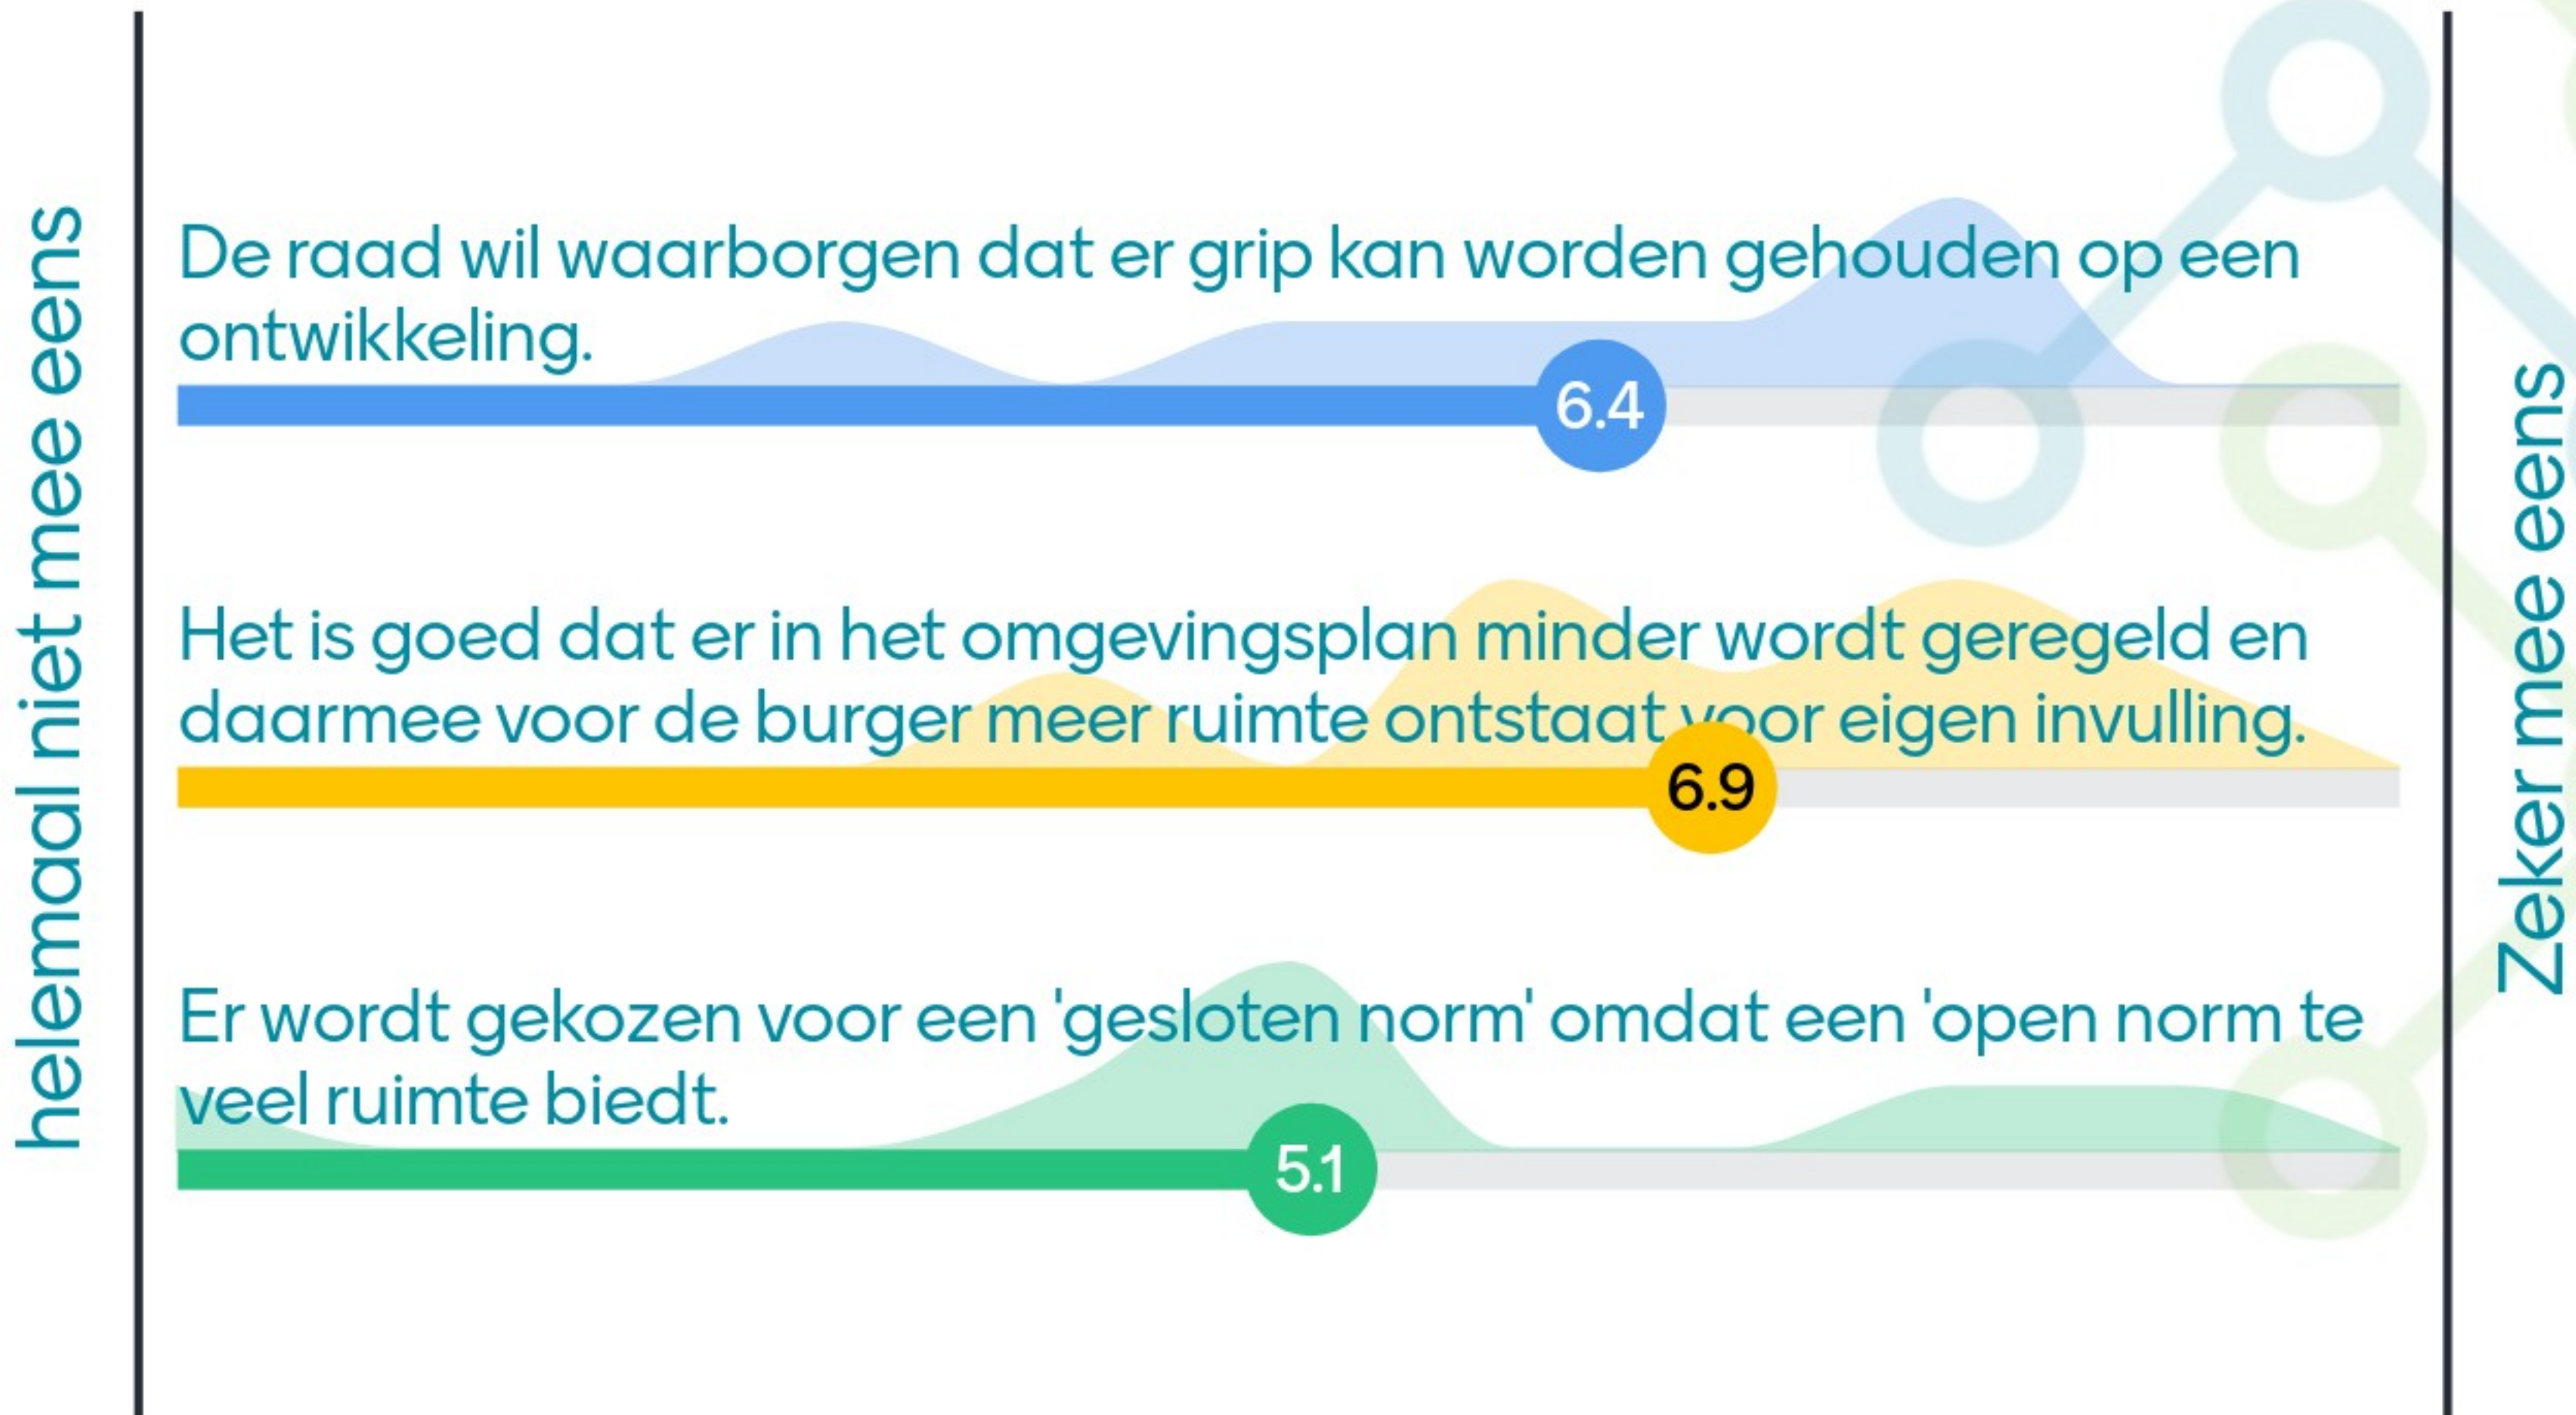 helemaal niet mee eens
De raad wil waarborgen dat er grip kan worden gehouden op een
ontwikkeling.
6.4
Het is goed dat er in het omgevingsplan minder wordt geregeld en
daarmee voor de burger meer ruimte ontstaat voor eigen invulling.
6.9
Er wordt gekozen voor een 'gesloten norm' omdat een 'open norm te
veel ruimte biedt.
5.1
Zeker mee eens